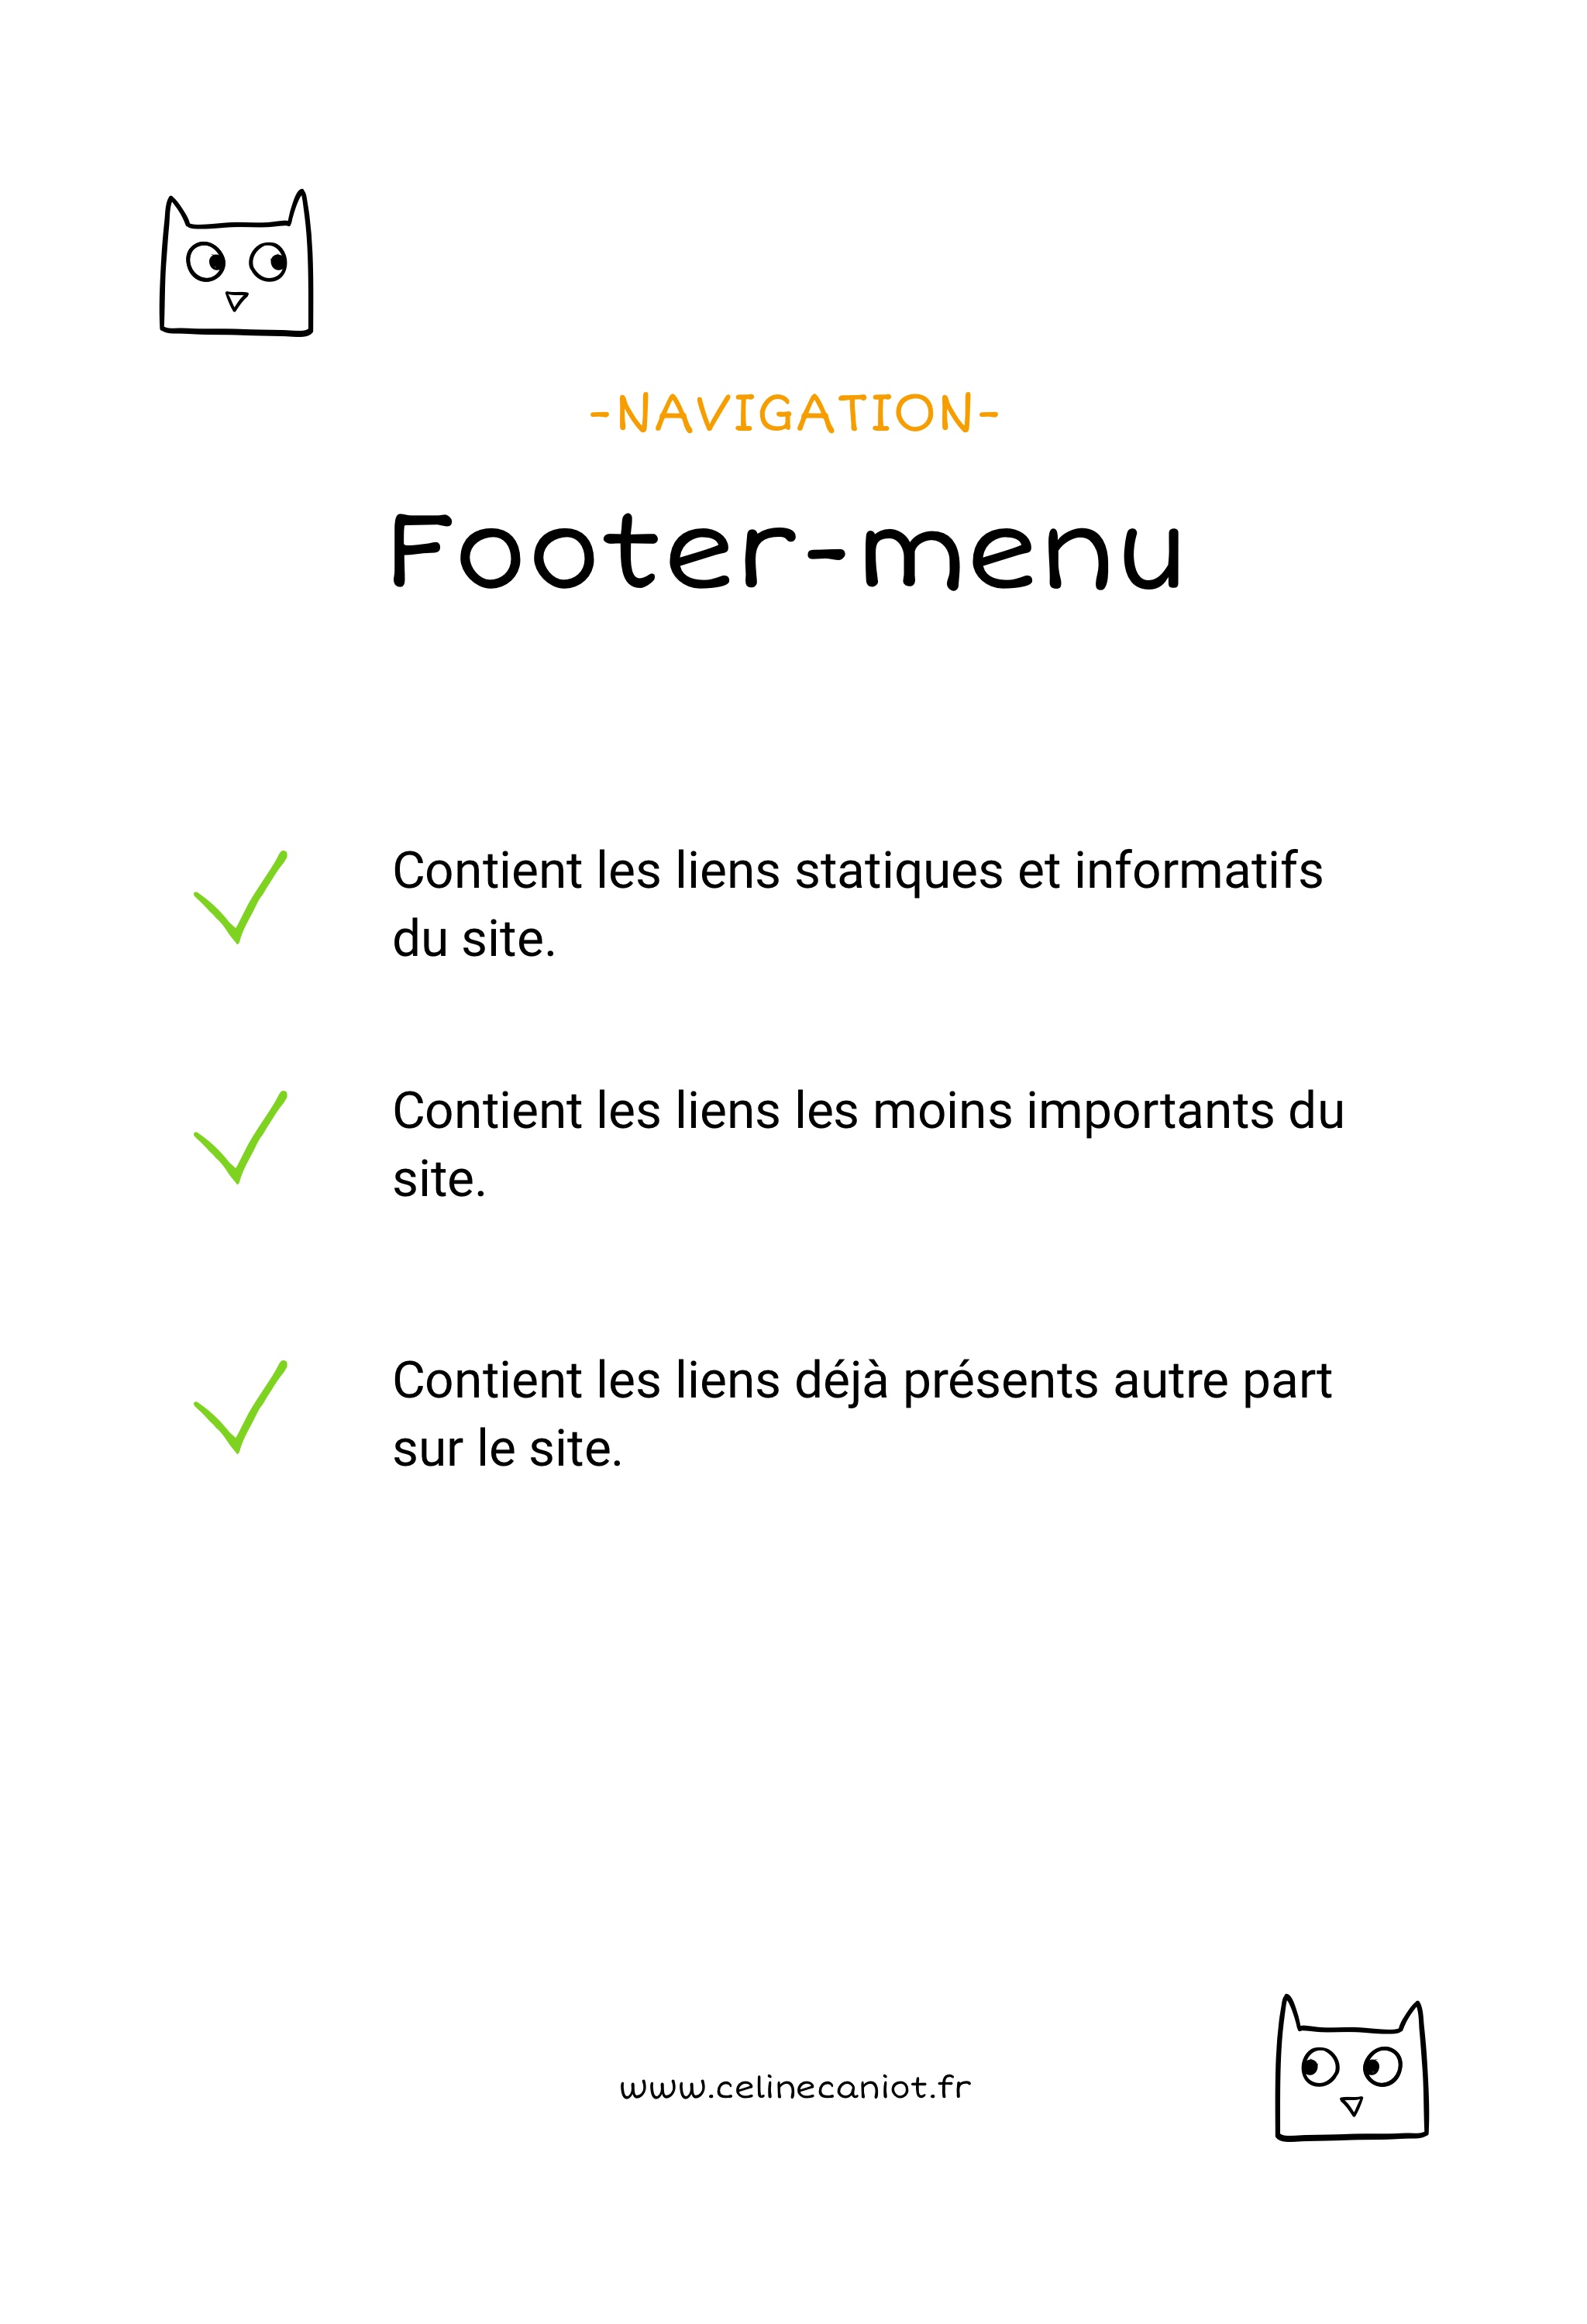 -NAVIGATION-
Footer-menu
Contient les liens statiques et informatifs
du site.
Contient les liens les moins importants du
site.
Contient les liens déjà présents autre part
sur le site.
www.celinecaniot.fr